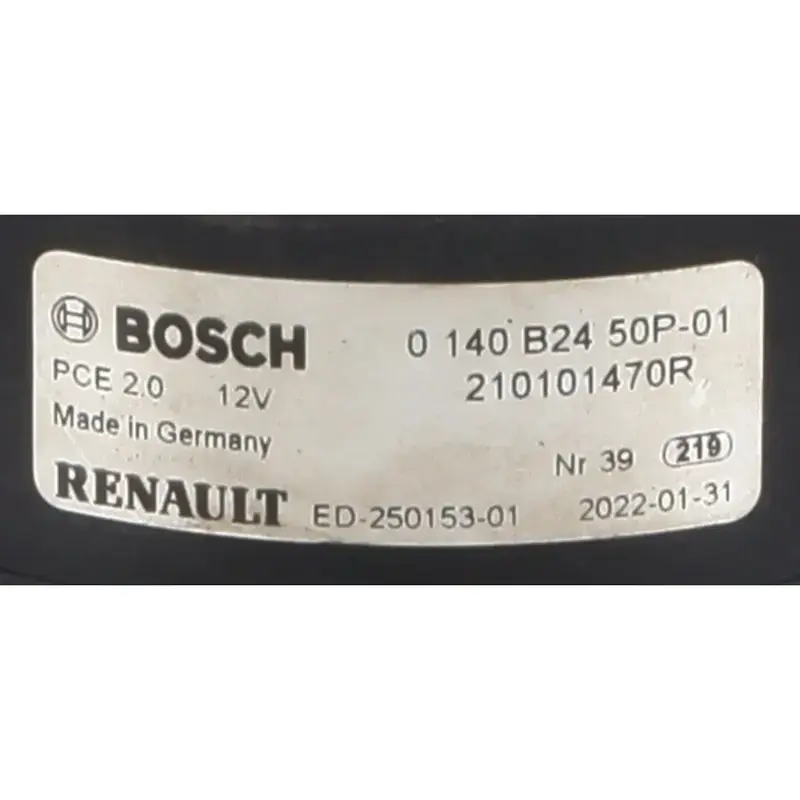 BOSCH 0 140 B24 50P-01
PCE 2.0 12V 210101470R
Made in Germany
Nr 39 219
RENAULT ED-250153-01 2022-01-31